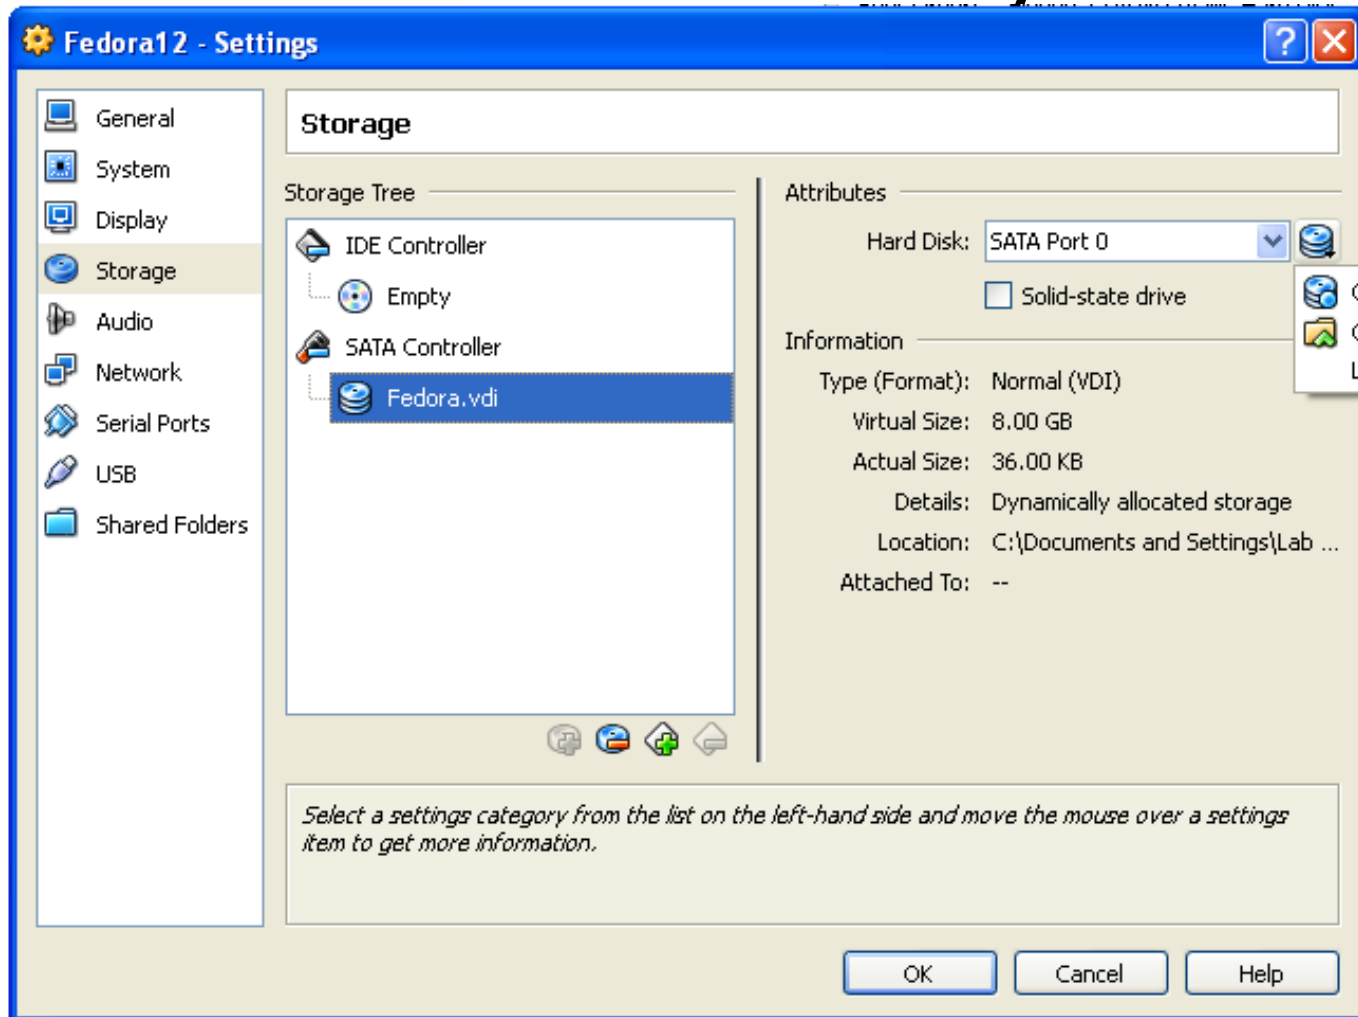 Fedora12 - Settings
General
System
Display
Storage
Audio
Network
Serial Ports
USB
Shared Folders
Storage
Storage Tree
IDE Controller
Empty
SATA Controller
Fedora.vdi
Attributes
Hard Disk: SATA Port 0
Solid-state drive
Information
Type (Format): Normal (VDI)
Virtual Size: 8.00 GB
Actual Size: 36.00 KB
Details: Dynamically allocated storage
Location: C:\Documents and Settings\Lab ...
Attached To: --
Select a settings category from the list on the left-hand side and move the mouse over a settings
item to get more information.
OK Cancel Help